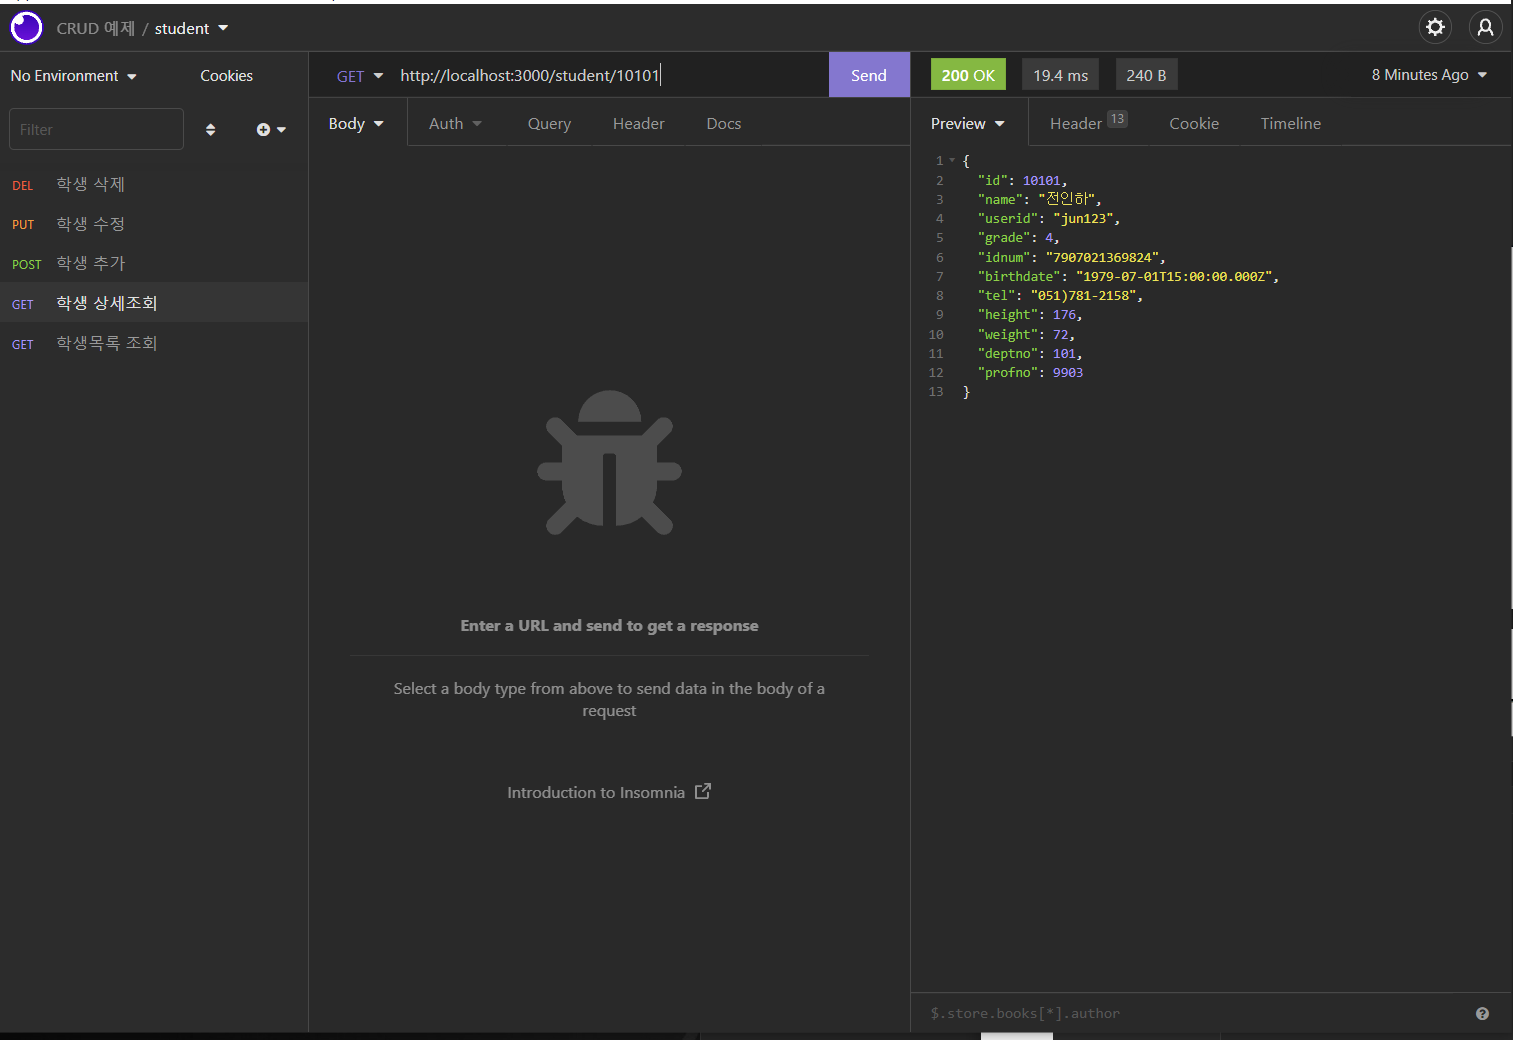 CRUD 예제 / student
No Environment
Cookies
Filter
DEL 학생 삭제
PUT 학생 수정
POST 학생 추가
GET 학생 상세조회
GET 학생목록 조회
GET http://localhost:3000/student/10101
Send
Body Auth Query Header Docs
Enter a URL and send to get a response
Select a body type from above to send data in the body of a
request
Introduction to Insomnia
200 OK 19.4 ms 240 B 8 Minutes Ago
Preview Header 13 Cookie Timeline
1 {
2 "id": 10101,
3 "name": "전인하",
4 "userid": "jun123",
5 "grade": 4,
6 "idnum": "7907021369824",
7 "birthdate": "1979-07-01T15:00:00.000Z",
8 "tel": "051)781-2158",
9 "height": 176,
10 "weight": 72,
11 "deptno": 101,
12 "profno": 9903
13 }
$.store.books[*].author